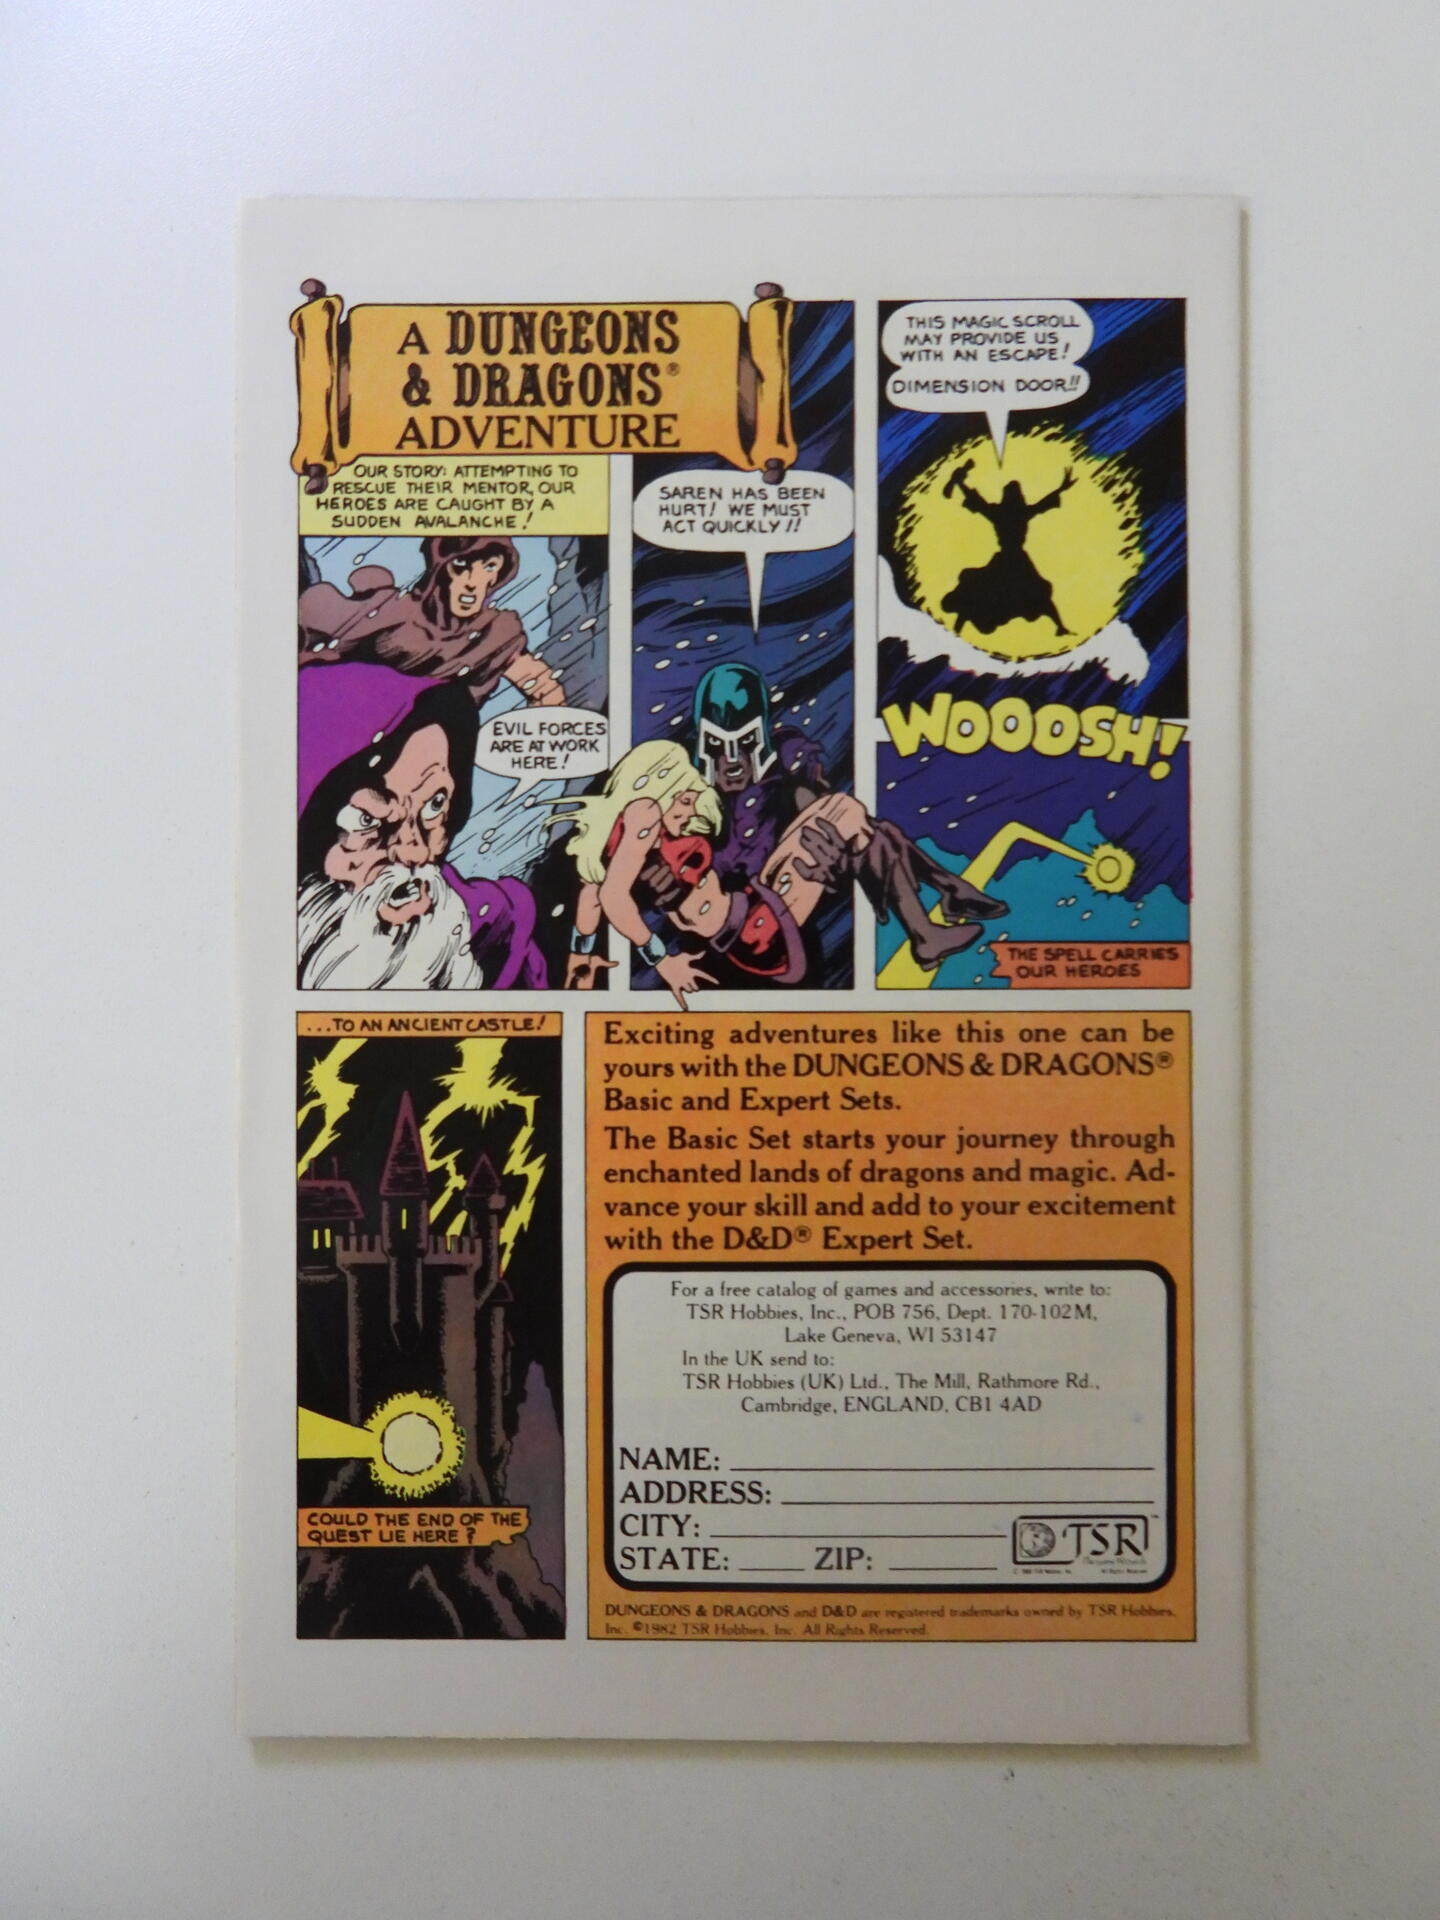 A DUNGEONS
& DRAGONS®
ADVENTURE
OUR STORY: ATTEMPTING TO
RESCUE THEIR MENTOR, OUR
HEROES ARE CAUGHT BY A
SUDDEN AVALANCHE!
EVIL FORCES
ARE AT WORK
HERE!
SAREN HAS BEEN
HURT! WE MUST
ACT QUICKLY!!
THIS MAGIC SCROLL
MAY PROVIDE US
WITH AN ESCAPE!
DIMENSION DOOR!!
WOOOSH!
THE SPELL CARRIES
OUR HEROES
...TO AN ANCIENT CASTLE!
COULD THE END OF THE
QUEST LIE HERE?
Exciting adventures like this one can be
yours with the DUNGEONS & DRAGONS®
Basic and Expert Sets.
The Basic Set starts your journey through
enchanted lands of dragons and magic. Ad-
vance your skill and add to your excitement
with the D&D® Expert Set.
For a free catalog of games and accessories, write to:
TSR Hobbies, Inc., POB 756, Dept. 170-102M,
Lake Geneva, WI 53147
In the UK send to:
TSR Hobbies (UK) Ltd., The Mill, Rathmore Rd.,
Cambridge, ENGLAND, CB1 4AD
NAME:
ADDRESS:
CITY:
STATE: ZIP:
TSR™
DUNGEONS & DRAGONS and D&D are registered trademarks owned by TSR Hobbies,
Inc. ©1982 TSR Hobbies, Inc. All Rights Reserved.